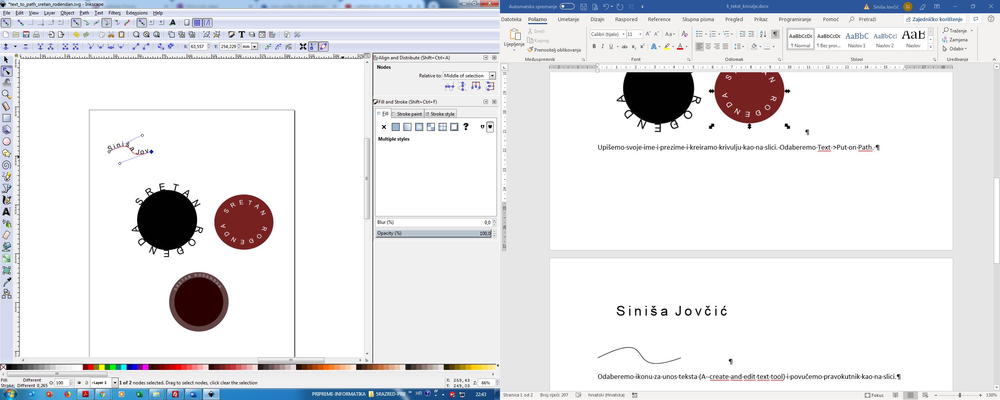 *text_to_path_sretan_rodendan.svg - Inkscape
File Edit View Layer Object Path Text Filters Extensions Help
X: 63,557 Y: 254,229 mm
Align and Distribute (Shift+Ctrl+A)
Nodes
Relative to: Middle of selection
Fill and Stroke (Shift+Ctrl+F)
Fill Stroke paint Stroke style
Multiple styles
Blur (%) 0,0
Opacity (%) 100,0
Siniša Jov
SRETAN ROĐENDA
SRETAN ROĐENDA
SRETAN ROĐENDAN
Fill: Different
Stroke: Different 0,265
O: 100
Layer 1
1 of 2 nodes selected. Drag to select nodes, click clear the selection
X: 259,43
Y: 249,03
Z: 66%
PRIPREME-INFORMATIKA 5RAZRED-PRIF
HR
22:43
Automatsko spremanje
4_tekst_krivulje.docx
Siniša Jovčić SJ
Datoteka Polazno Umetanje Dizajn Raspored Reference Skupna pisma Pregled Prikaz Programiranje Pomoć Pretraži
Zajedničko korištenje
Lijepljenje
Izreži
Kopiraj
Prenositelj oblikovanja
Međuspremnik
Calibri (tijelo) 11
Font
Odlomak
AaBbCcDc AaBbCcDc AaBbC AaBbCcI AaB
¶ Normal ¶ Bez pror... Naslov 1 Naslov 2 Naslov
Stilovi
Traženje
Zamjena
Odabir
Uređivanje
S AN RODENDA
A ROĐEND
¶
Upišemo·svoje·ime·i·prezime·i·kreiramo·krivulju·kao·na·slici.·Odaberemo·Text->Put·on·Path.·¶
Siniša Jovčić
¶
Odaberemo·ikonu·za·unos·teksta·(A·-create·and·edit·text·tool)·i·povučemo·pravokutnik·kao·na·slici.¶
Stranica 1 od 2 Broj riječi: 207 hrvatski (Hrvatska)
Fokus
130%